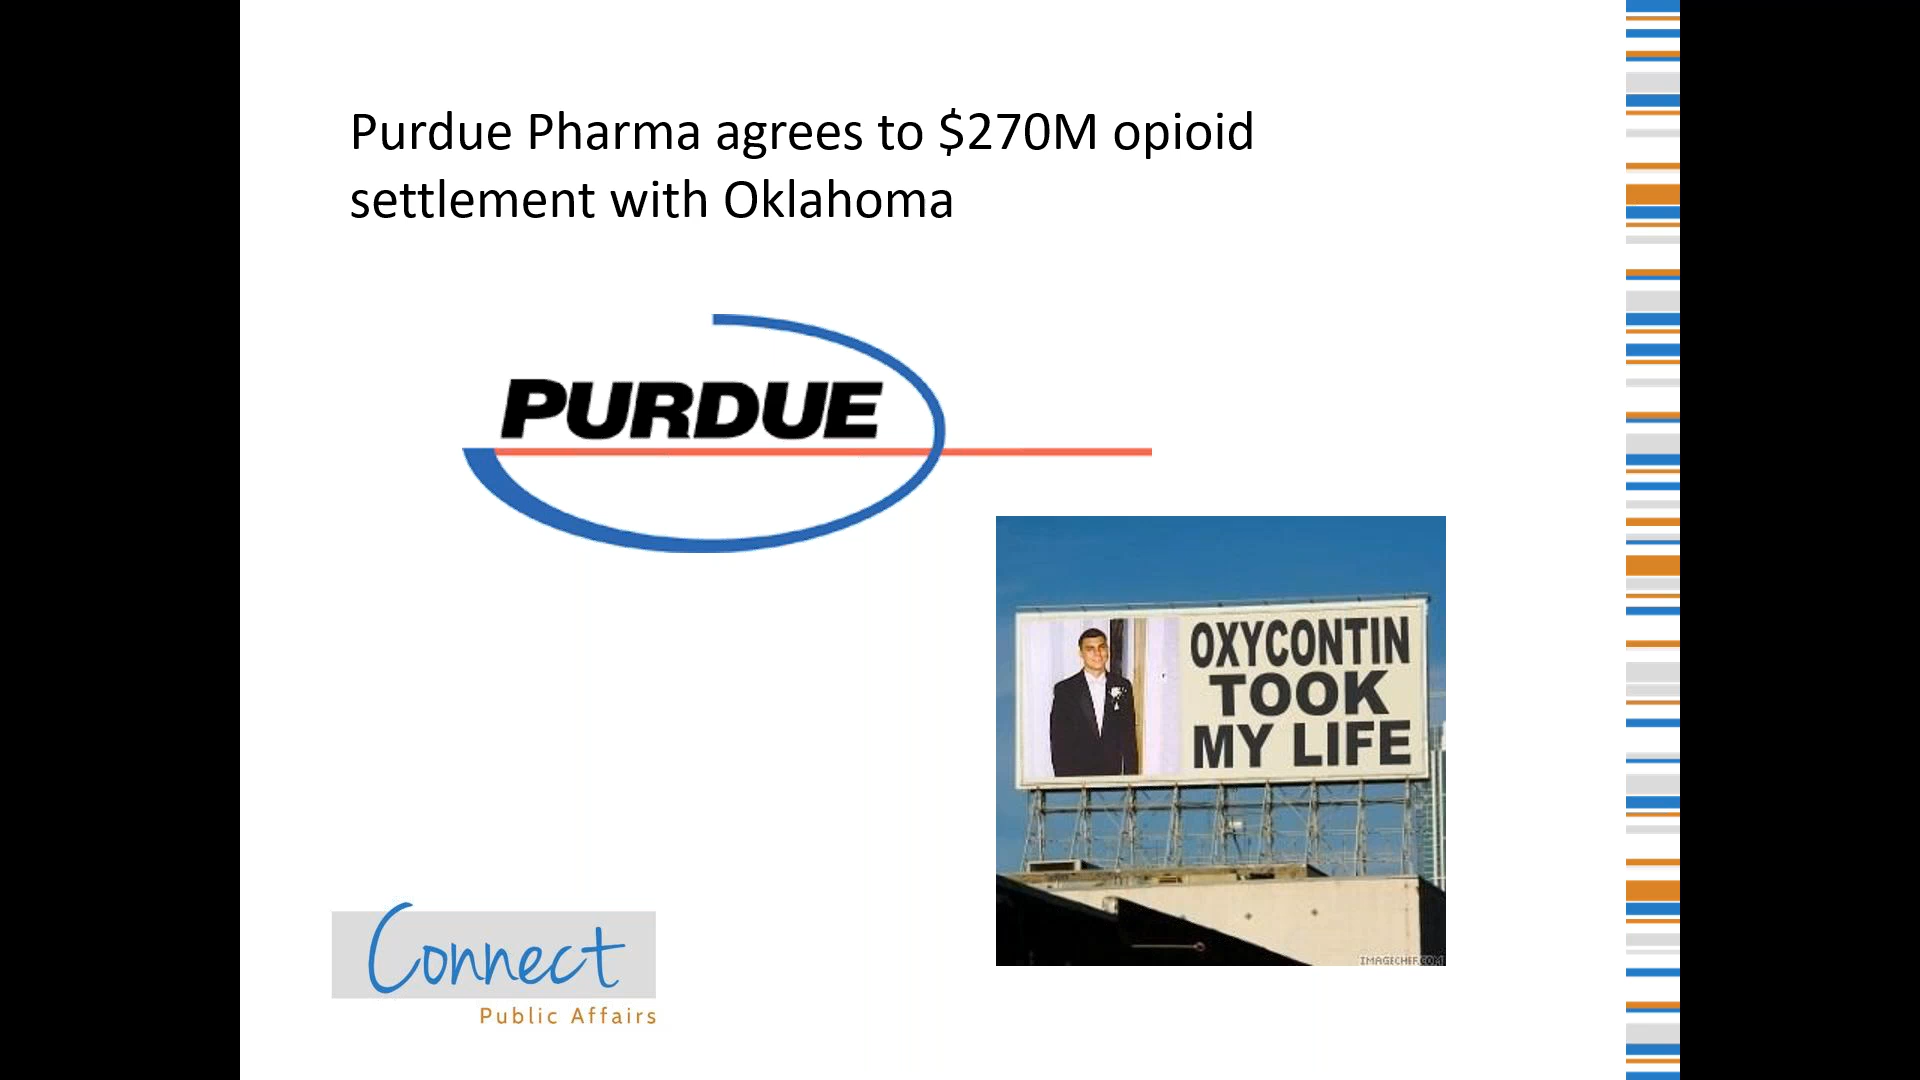 Purdue Pharma agrees to $270M opioid
settlement with Oklahoma
PURDUE
OXYCONTIN
TOOK
MY LIFE
IMAGECHEF.COM
Connect
Public Affairs